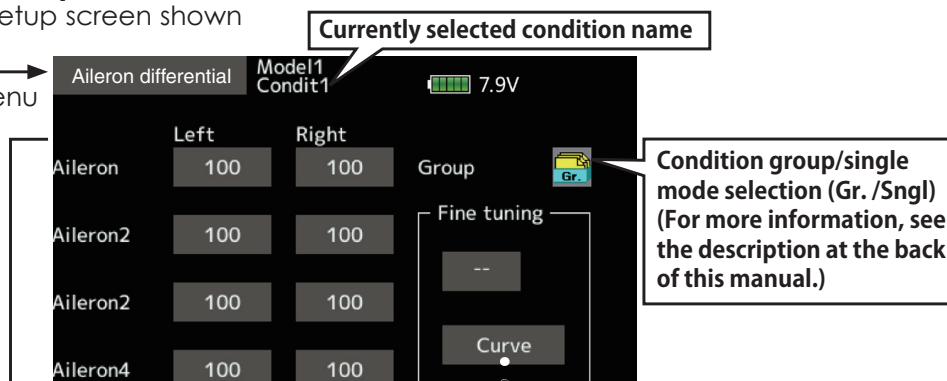 etup screen shown
Currently selected condition name
enu
Aileron differential
Model1
Condit1
7.9V
Left Right
Aileron 100 100 Group Gr.
Condition group/single
mode selection (Gr. /Sngl)
(For more information, see
the description at the back
of this manual.)
Fine tuning
Aileron2 100 100
--
Aileron2 100 100
Curve
Aileron4 100 100